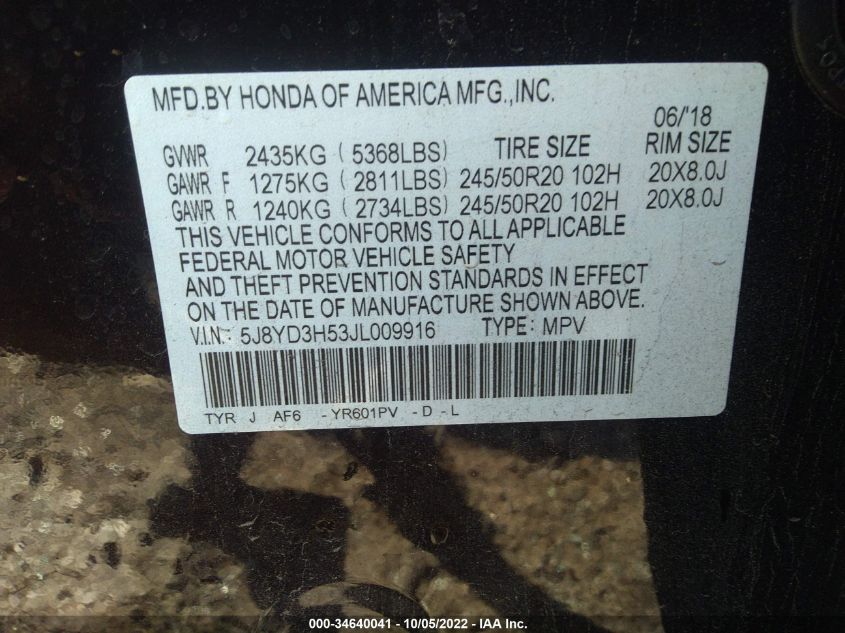 MFD.BY HONDA OF AMERICA MFG.,INC.
06/'18
GVWR 2435KG (5368LBS) TIRE SIZE RIM SIZE
GAWR F 1275KG (2811LBS) 245/50R20 102H 20X8.0J
GAWR R 1240KG (2734LBS) 245/50R20 102H 20X8.0J
THIS VEHICLE CONFORMS TO ALL APPLICABLE
FEDERAL MOTOR VEHICLE SAFETY
AND THEFT PREVENTION STANDARDS IN EFFECT
ON THE DATE OF MANUFACTURE SHOWN ABOVE.
V.I.N: 5J8YD3H53JL009916 TYPE: MPV
TYR J AF6 -YR601PV -D -L
000-34640041 - 10/05/2022 - IAA Inc.